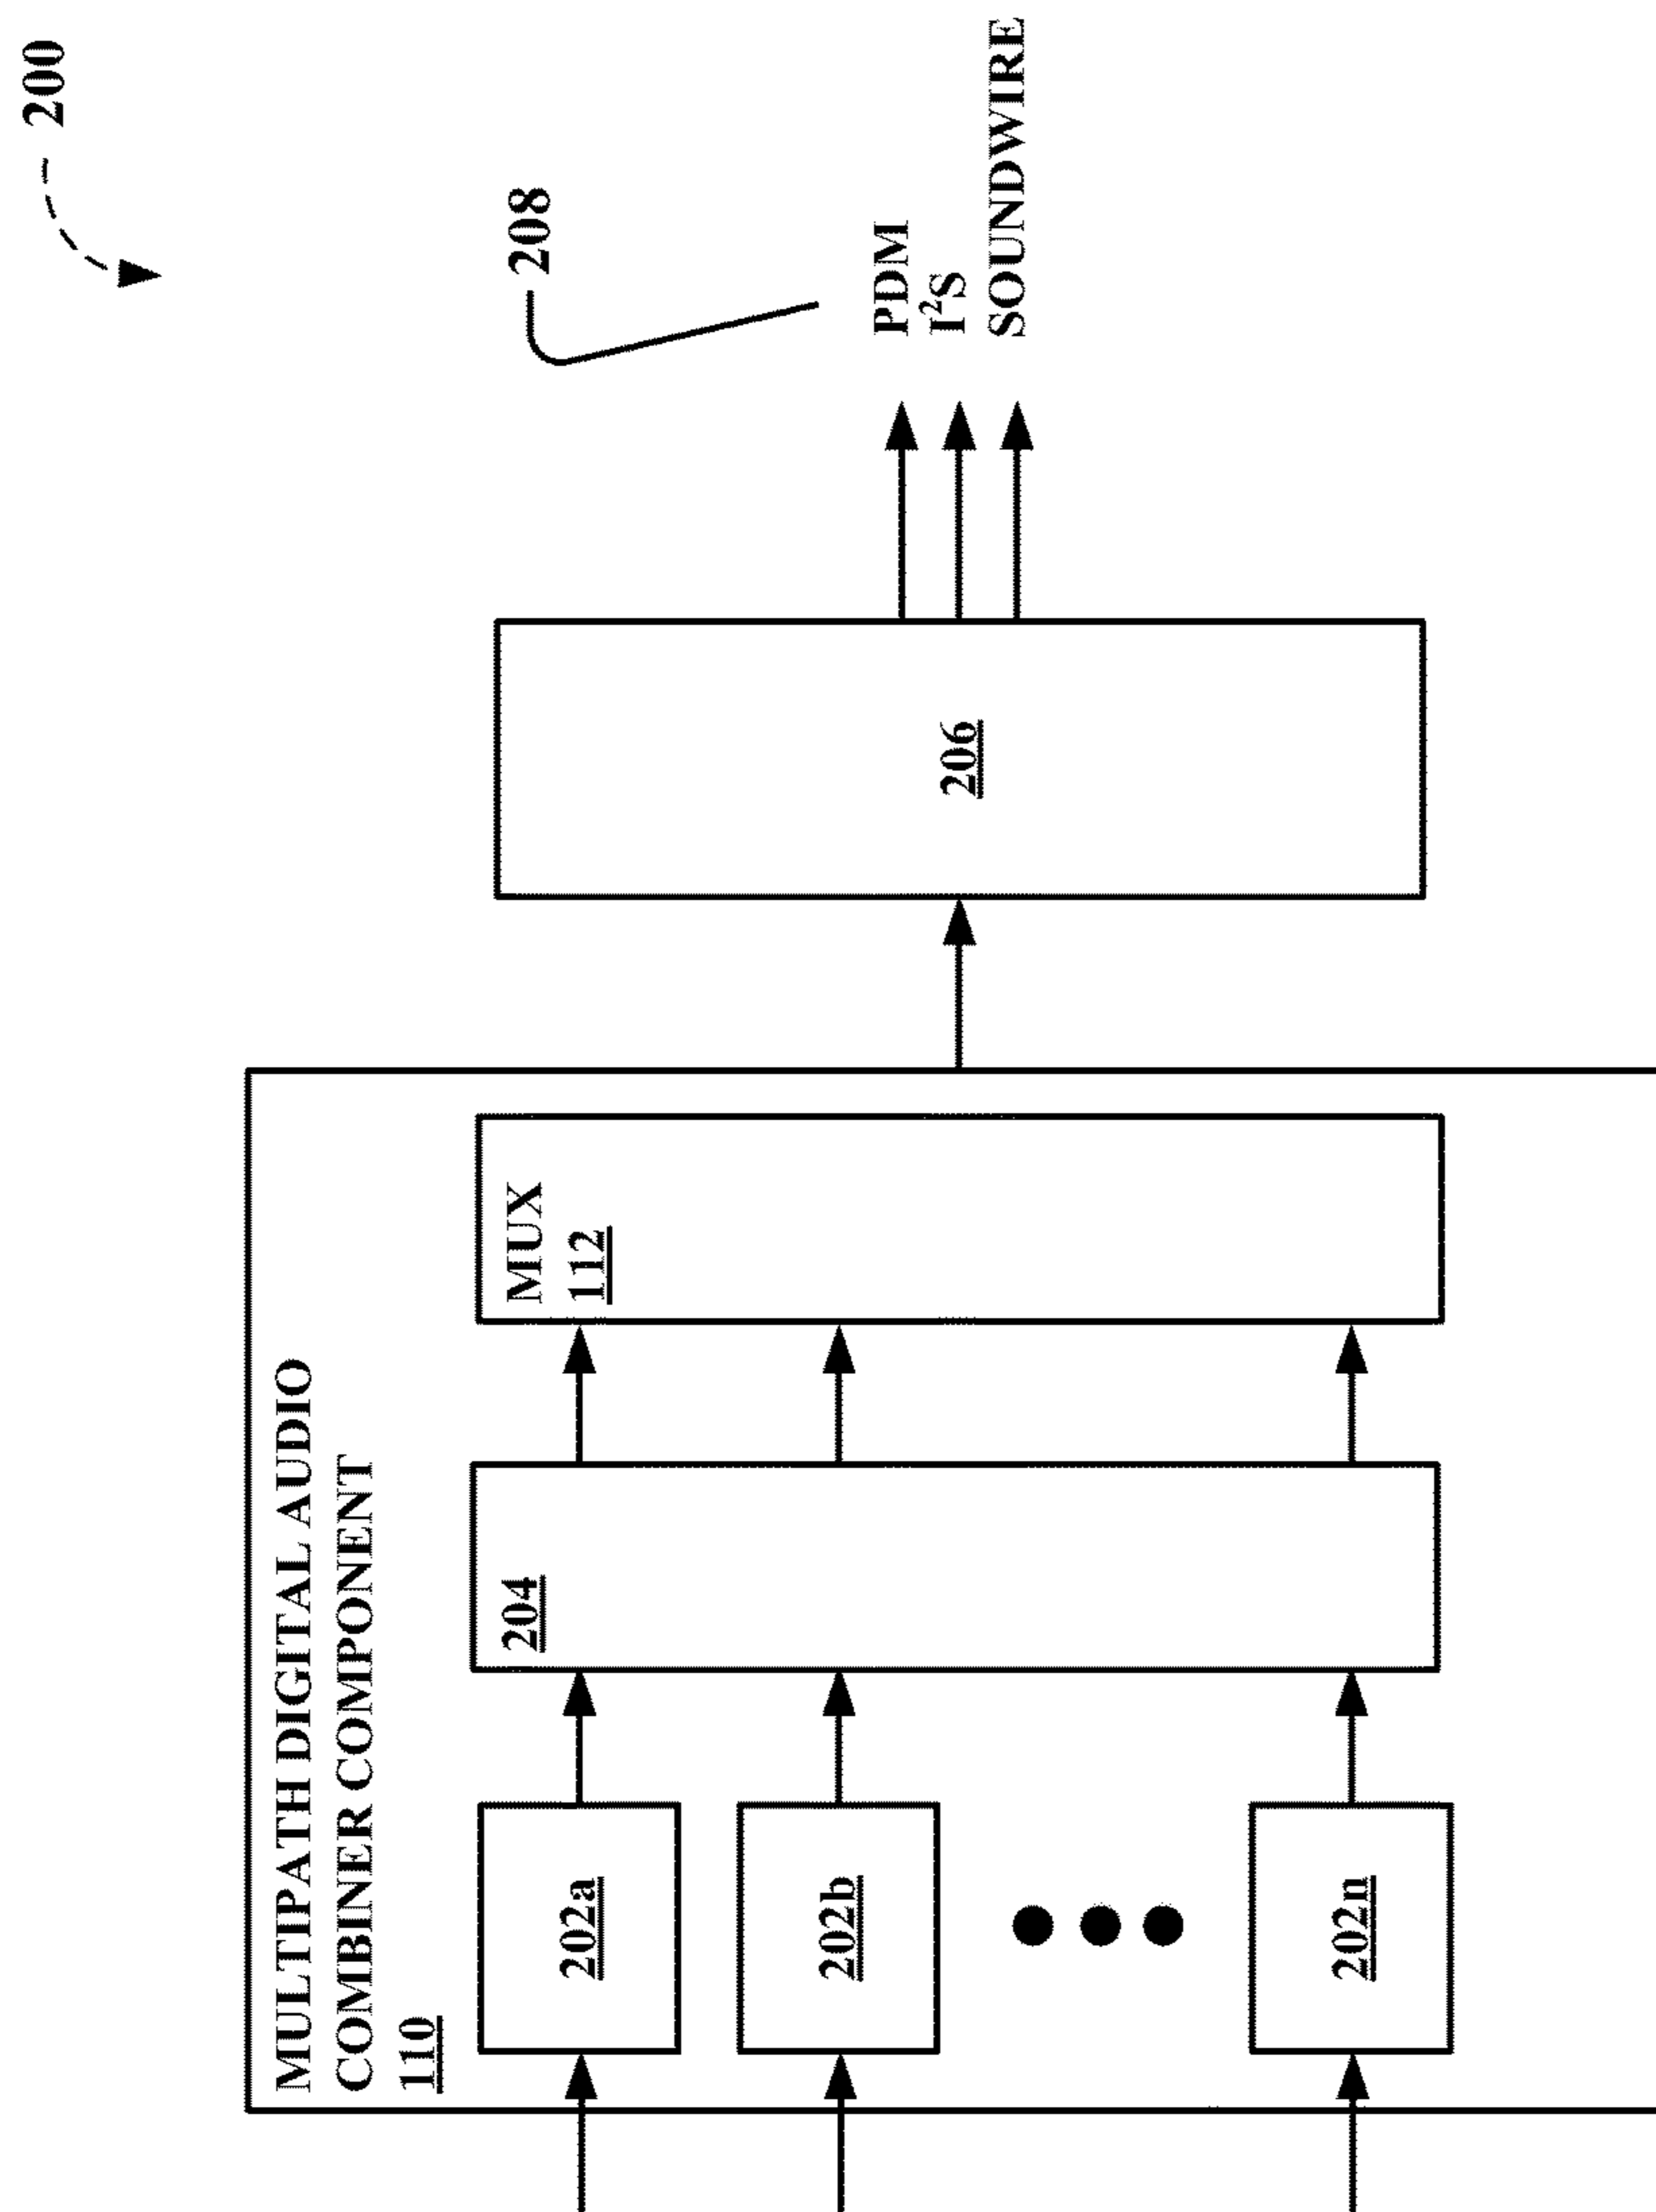 200
MULTIPATH DIGITAL AUDIO
COMBINER COMPONENT
110
202a
202b
202n
204
MUX
112
206
208
PDM
I²S
SOUNDWIRE